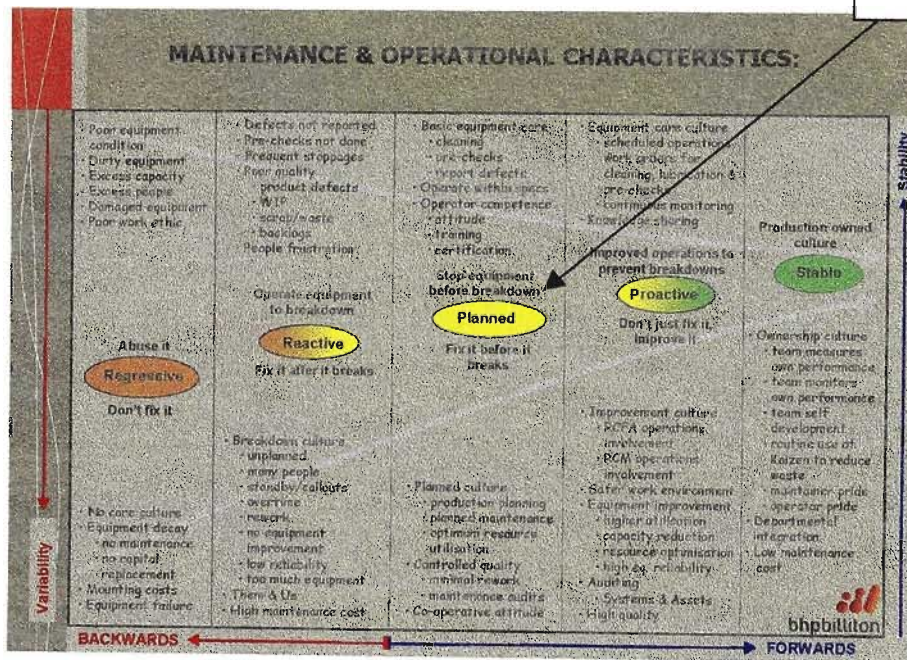 MAINTENANCE & OPERATIONAL CHARACTERISTICS:
· Poor equipment
condition
· Dirty equipment
· Excess capacity
· Excess people
· Damaged equipment
· Poor work ethic
Abuse it
Regressive
Don't fix it
· No care culture
· Equipment decay
· no maintenance
· no capital
replacement
· Mounting costs
· Equipment failure
· Defects not reported
· Pre-checks not done
· Frequent stoppages
· Poor quality
product defects
· WIP
· scrap/waste
· backlogs
People frustration
Operate equipment
to breakdown
Reactive
Fix it after it breaks
· Breakdown culture
· unplanned
· many people
· standby/callouts
overtime
· rework
· no equipment
improvement
· low reliability
· too much equipment
· Them & Us
· High maintenance cost
· Basic equipment care
· cleaning
· pre-checks
· report defects
· Operate within specs
· Operator competence
· attitude
· training
certification
Stop equipment
before breakdown
Planned
Fix it before it
breaks
· Planned culture
· production planning
· planned maintenance
· optimum resource
utilisation
· Controlled quality
· minimal rework
· maintenance audits
· Co-operative attitude
· Equipment care culture
· scheduled operations
work orders for
cleaning, lubrication &
pre-checks
· continuous monitoring
· Knowledge sharing
Improved operations to
prevent breakdowns
Proactive
Don't just fix it,
improve it
· Improvement culture
· RCFA operations
involvement
· RCM operations
involvement
· Safer work environment
· Equipment improvement
higher utilisation
capacity reduction
· resource optimisation
· high eq. reliability
· Auditing
· Systems & Assets
· High quality
Production owned
culture
Stable
· Ownership culture
· team measures
own performance
· team monitors
own performance
· team self
development
· routine use of
Kaizen to reduce
waste
· maintainer pride
operator pride
· Departmental
integration
· Low maintenance
cost
Variability
Stability
bhpbilliton
BACKWARDS
FORWARDS